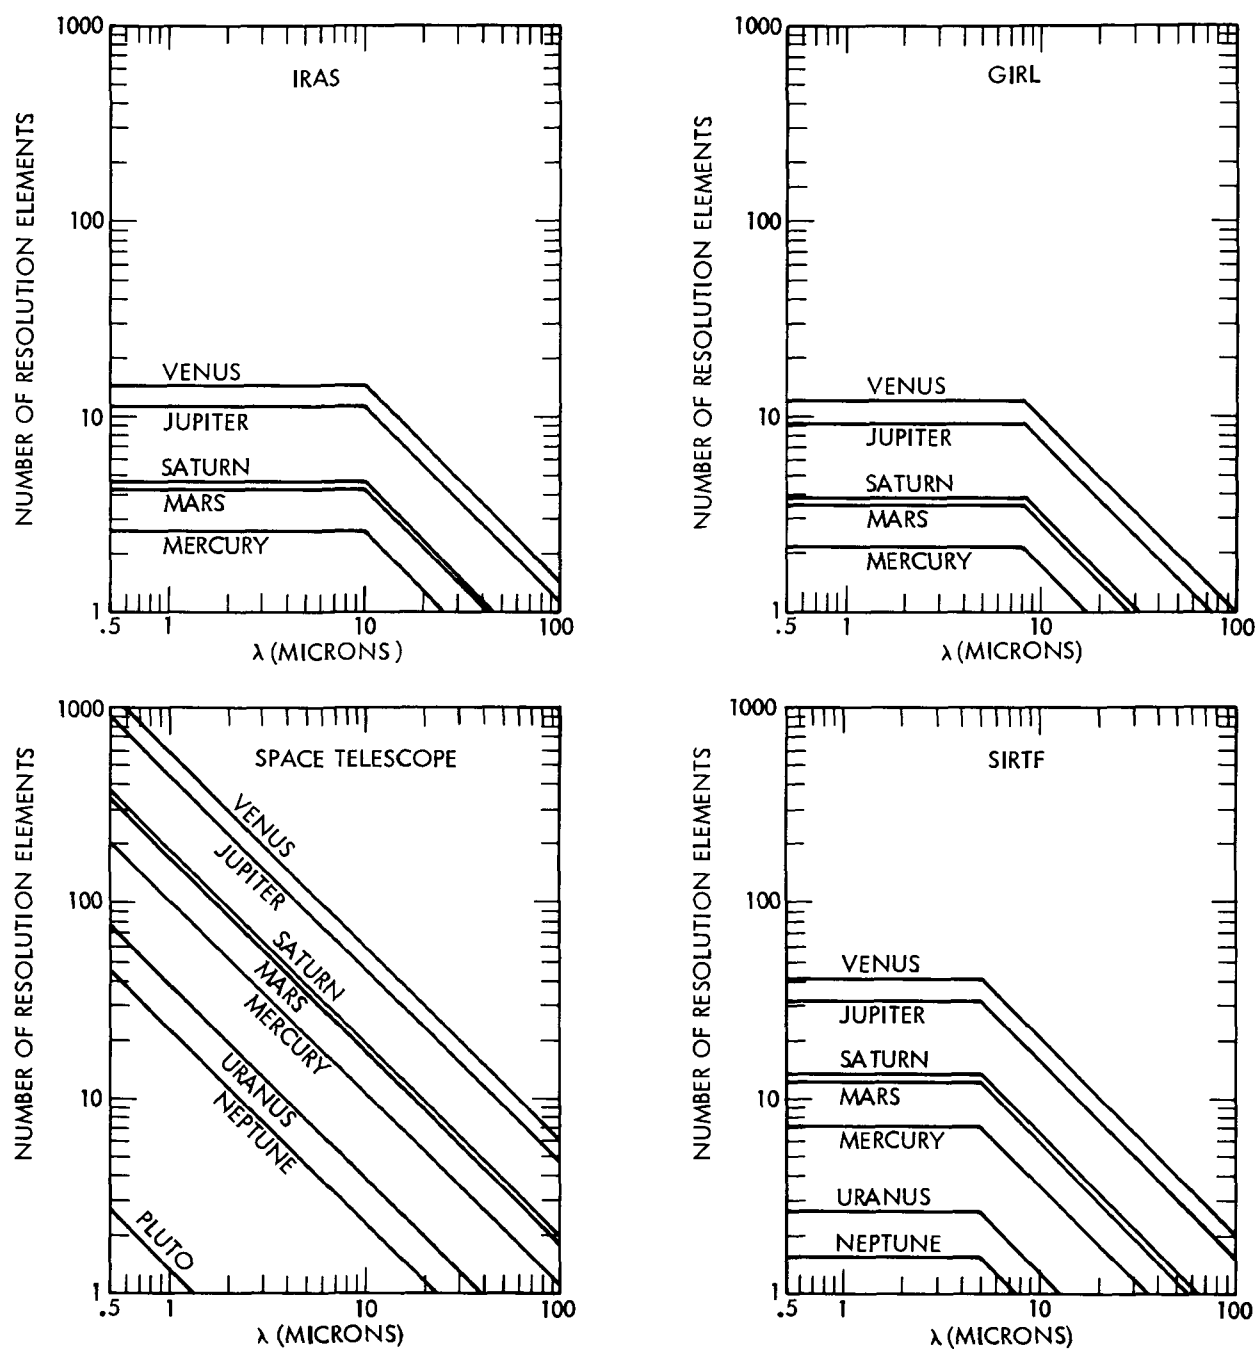 IRAS
NUMBER OF RESOLUTION ELEMENTS
1000
100
10
1
VENUS
JUPITER
SATURN
MARS
MERCURY
.5 1 10 100
λ (MICRONS)
GIRL
NUMBER OF RESOLUTION ELEMENTS
1000
100
10
1
VENUS
JUPITER
SATURN
MARS
MERCURY
.5 1 10 100
λ (MICRONS)
SPACE TELESCOPE
NUMBER OF RESOLUTION ELEMENTS
1000
100
10
1
VENUS
JUPITER
SATURN
MARS
MERCURY
URANUS
NEPTUNE
PLUTO
.5 1 10 100
λ (MICRONS)
SIRTF
NUMBER OF RESOLUTION ELEMENTS
1000
100
10
1
VENUS
JUPITER
SATURN
MARS
MERCURY
URANUS
NEPTUNE
.5 1 10 100
λ (MICRONS)